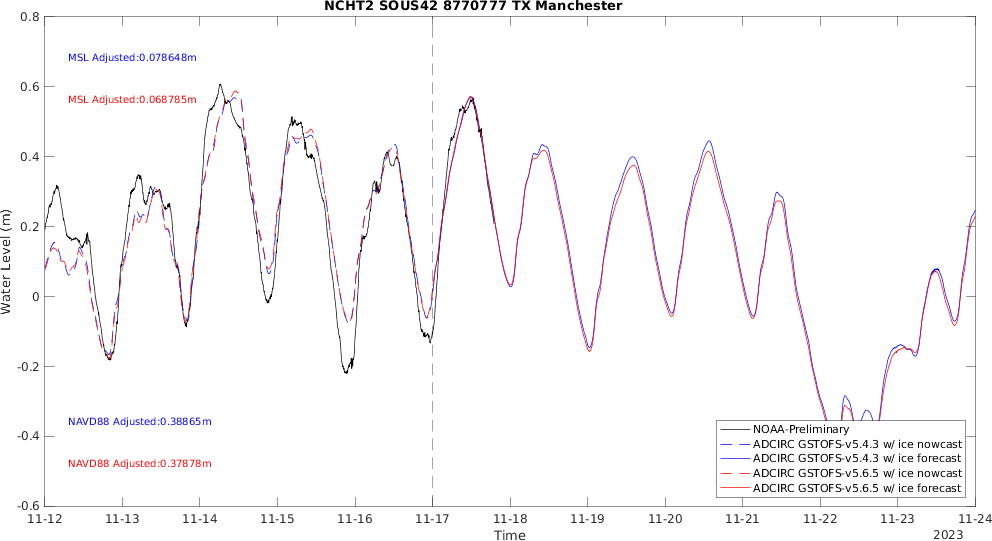 NCHT2 SOUS42 8770777 TX Manchester
0.8
0.6
0.4
0.2
0
-0.2
-0.4
-0.6
Water Level (m)
MSL Adjusted:0.078648m
MSL Adjusted:0.068785m
NAVD88 Adjusted:0.38865m
NAVD88 Adjusted:0.37878m
NOAA-Preliminary
ADCIRC GSTOFS-v5.4.3 w/ ice nowcast
ADCIRC GSTOFS-v5.4.3 w/ ice forecast
ADCIRC GSTOFS-v5.6.5 w/ ice nowcast
ADCIRC GSTOFS-v5.6.5 w/ ice forecast
11-12 11-13 11-14 11-15 11-16 11-17 11-18 11-19 11-20 11-21 11-22 11-23 11-24
Time
2023